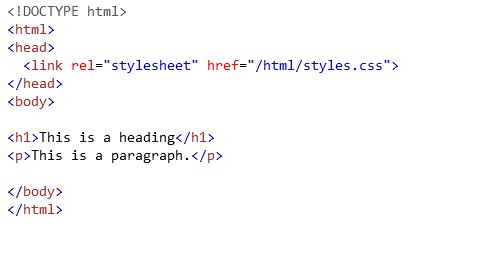 <!DOCTYPE html>
<html>
<head>
  <link rel="stylesheet" href="/html/styles.css">
</head>
<body>

<h1>This is a heading</h1>
<p>This is a paragraph.</p>

</body>
</html>